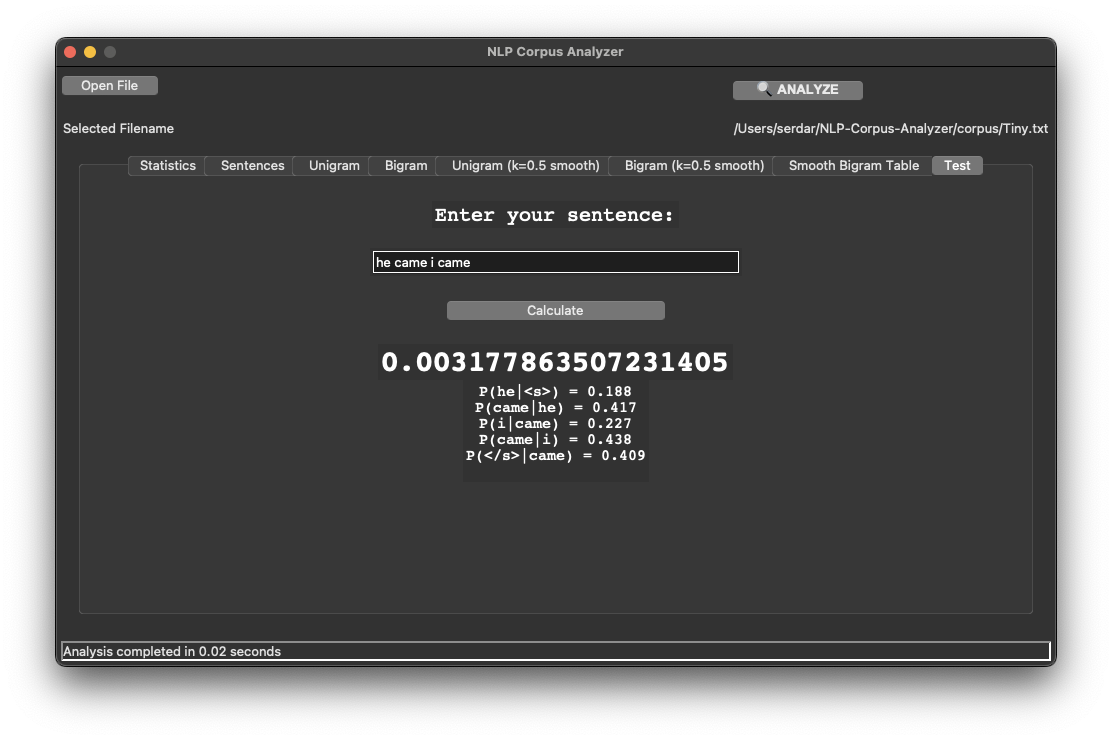 NLP Corpus Analyzer
Open File
ANALYZE
Selected Filename
/Users/serdar/NLP-Corpus-Analyzer/corpus/Tiny.txt
Statistics Sentences Unigram Bigram Unigram (k=0.5 smooth) Bigram (k=0.5 smooth) Smooth Bigram Table Test
Enter your sentence:
he came i came
Calculate
0.003177863507231405
P(he|<s>) = 0.188
P(came|he) = 0.417
P(i|came) = 0.227
P(came|i) = 0.438
P(</s>|came) = 0.409
Analysis completed in 0.02 seconds